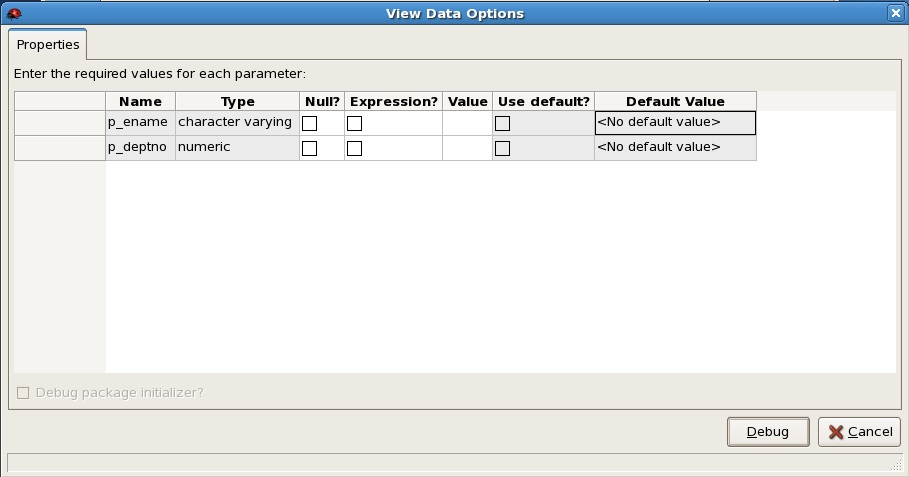 View Data Options
Properties
Enter the required values for each parameter:
Name Type Null? Expression? Value Use default? Default Value
p_ename character varying <No default value>
p_deptno numeric <No default value>
Debug package initializer?
Debug Cancel